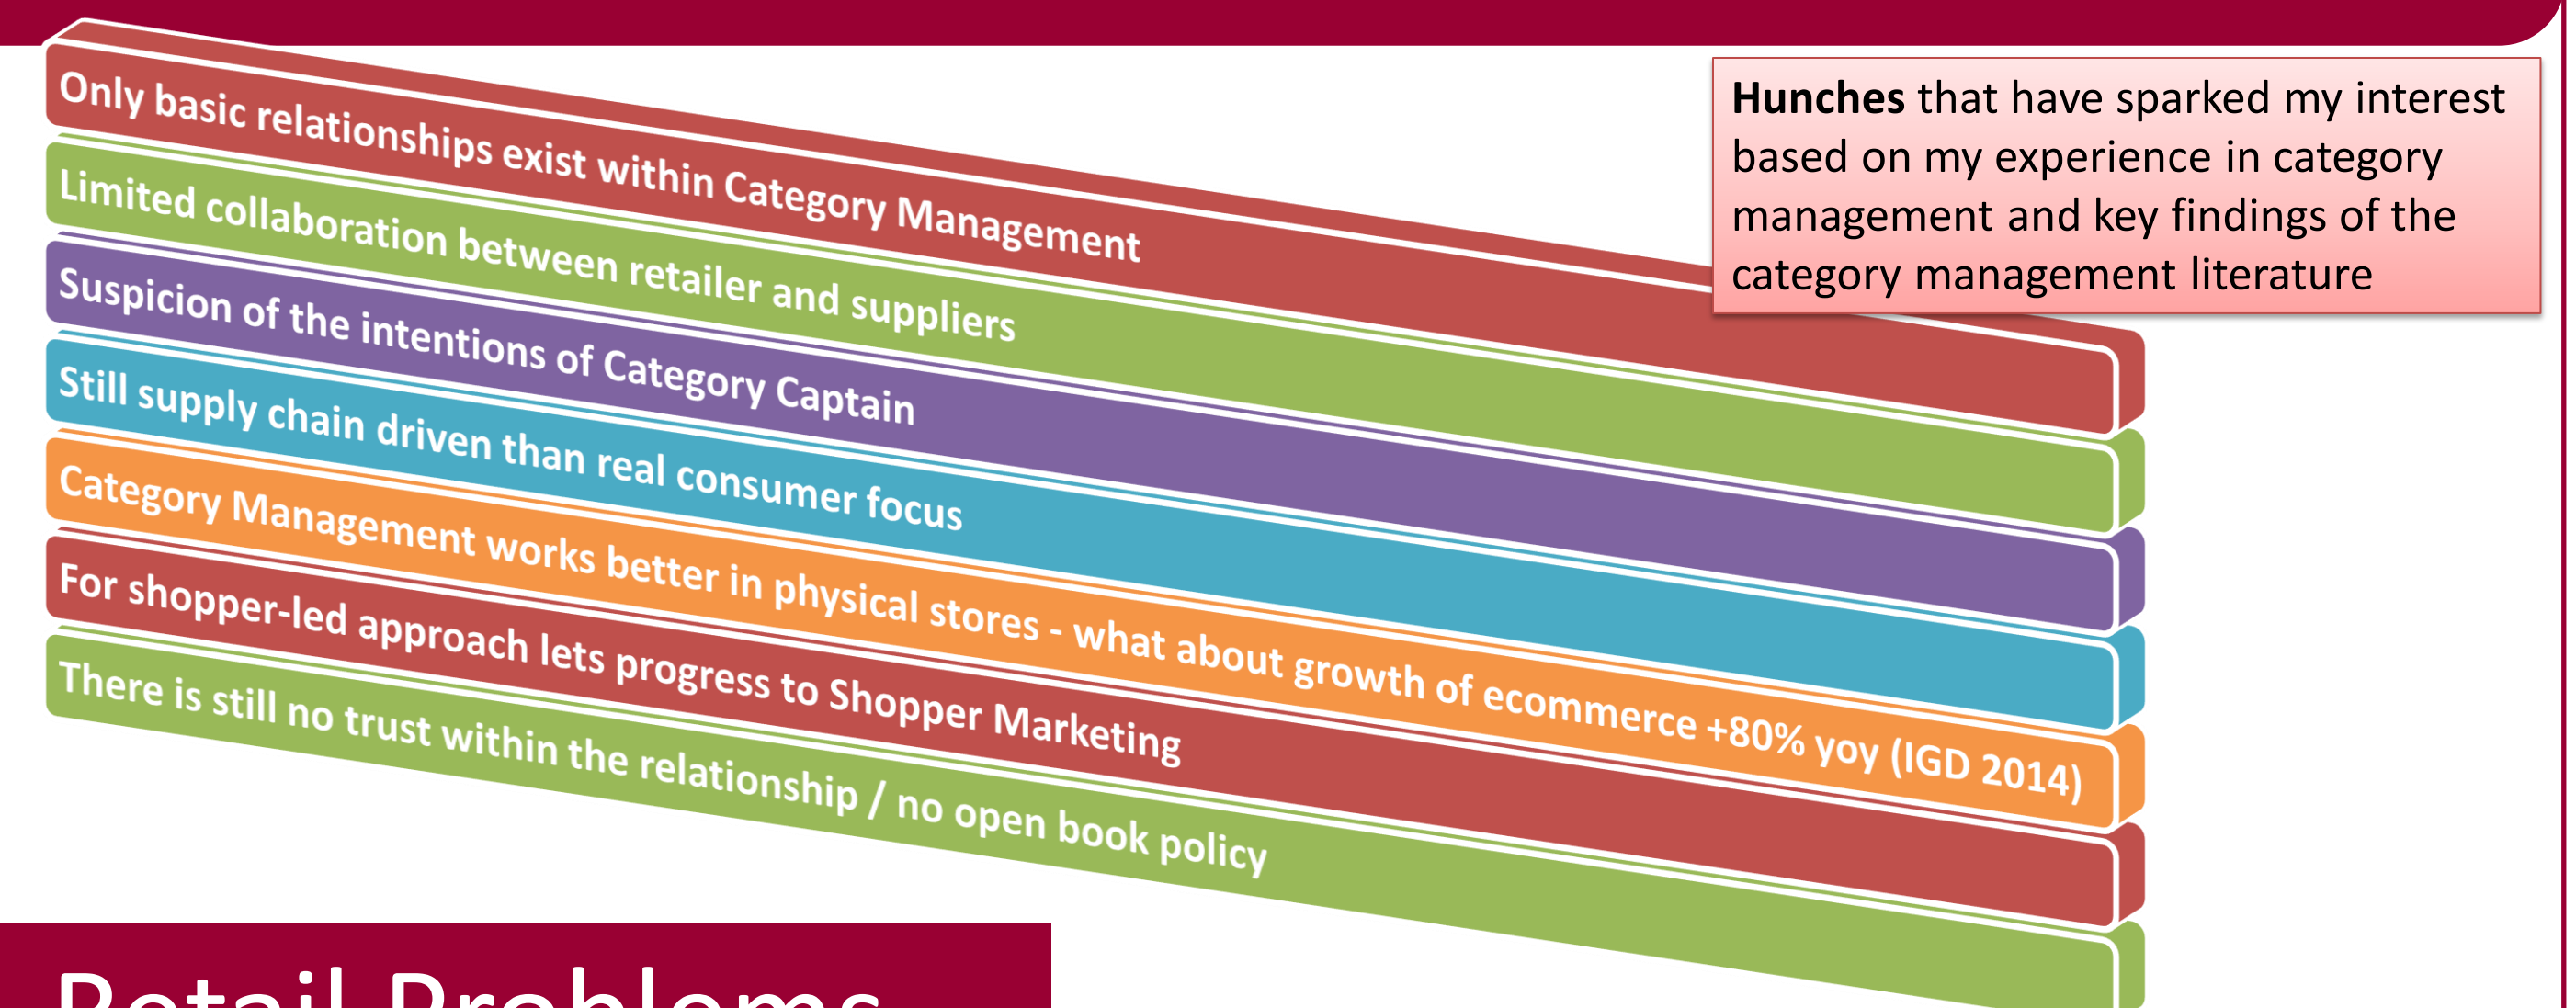 Only basic relationships exist within Category Management
Limited collaboration between retailer and suppliers
Suspicion of the intentions of Category Captain
Still supply chain driven than real consumer focus
Category Management works better in physical stores - what about growth of ecommerce +80% yoy (IGD 2014)
For shopper-led approach lets progress to Shopper Marketing
There is still no trust within the relationship / no open book policy
Hunches that have sparked my interest
based on my experience in category
management and key findings of the
category management literature
Retail Problems